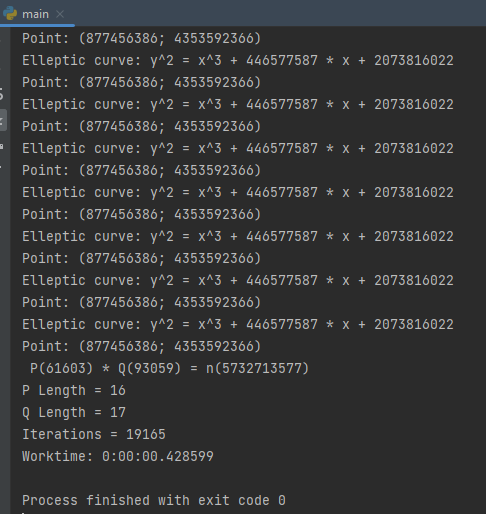 main
Point: (877456386; 4353592366)
Elleptic curve: y^2 = x^3 + 446577587 * x + 2073816022
Point: (877456386; 4353592366)
Elleptic curve: y^2 = x^3 + 446577587 * x + 2073816022
Point: (877456386; 4353592366)
Elleptic curve: y^2 = x^3 + 446577587 * x + 2073816022
Point: (877456386; 4353592366)
Elleptic curve: y^2 = x^3 + 446577587 * x + 2073816022
Point: (877456386; 4353592366)
Elleptic curve: y^2 = x^3 + 446577587 * x + 2073816022
Point: (877456386; 4353592366)
Elleptic curve: y^2 = x^3 + 446577587 * x + 2073816022
Point: (877456386; 4353592366)
Elleptic curve: y^2 = x^3 + 446577587 * x + 2073816022
Point: (877456386; 4353592366)
P(61603) * Q(93059) = n(5732713577)
P Length = 16
Q Length = 17
Iterations = 19165
Worktime: 0:00:00.428599
Process finished with exit code 0